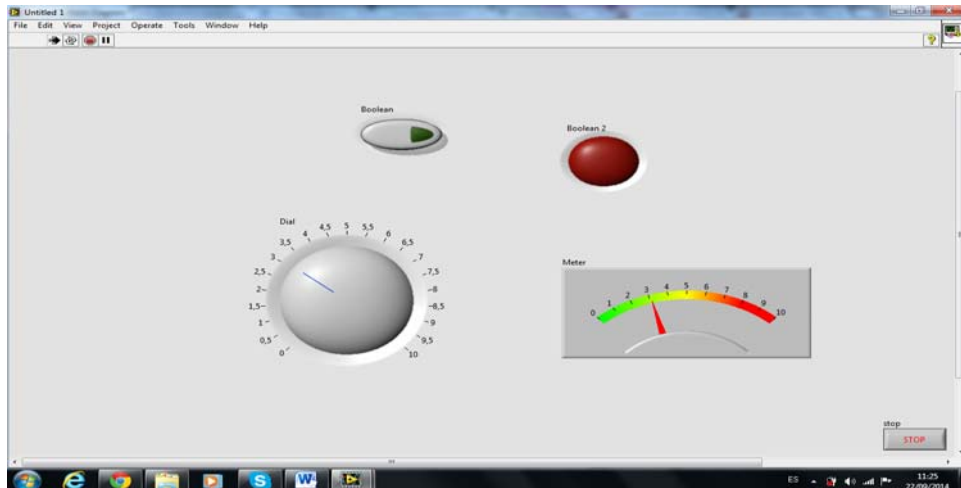 Untitled 1
File Edit View Project Operate Tools Window Help
Boolean
Boolean 2
Dial
0
0,5
1
1,5
2
2,5
3
3,5
4
4,5
5
5,5
6
6,5
7
7,5
8
8,5
9
9,5
10
Meter
0 1 2 3 4 5 6 7 8 9 10
stop
STOP
ES
11:25
22/09/2014